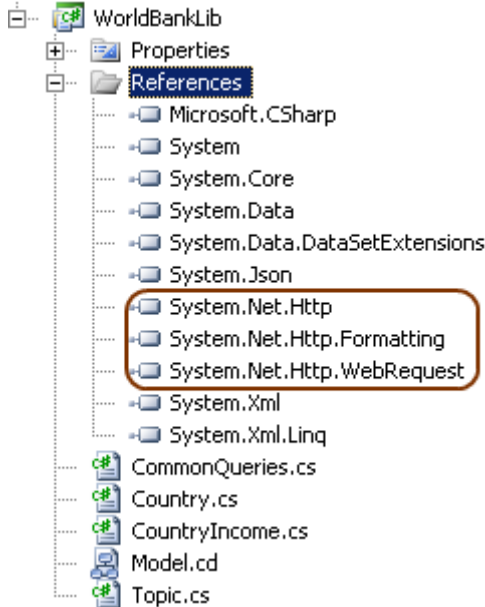 WorldBankLib
Properties
References
Microsoft.CSharp
System
System.Core
System.Data
System.Data.DataSetExtensions
System.Json
System.Net.Http
System.Net.Http.Formatting
System.Net.Http.WebRequest
System.Xml
System.Xml.Linq
CommonQueries.cs
Country.cs
CountryIncome.cs
Model.cd
Topic.cs